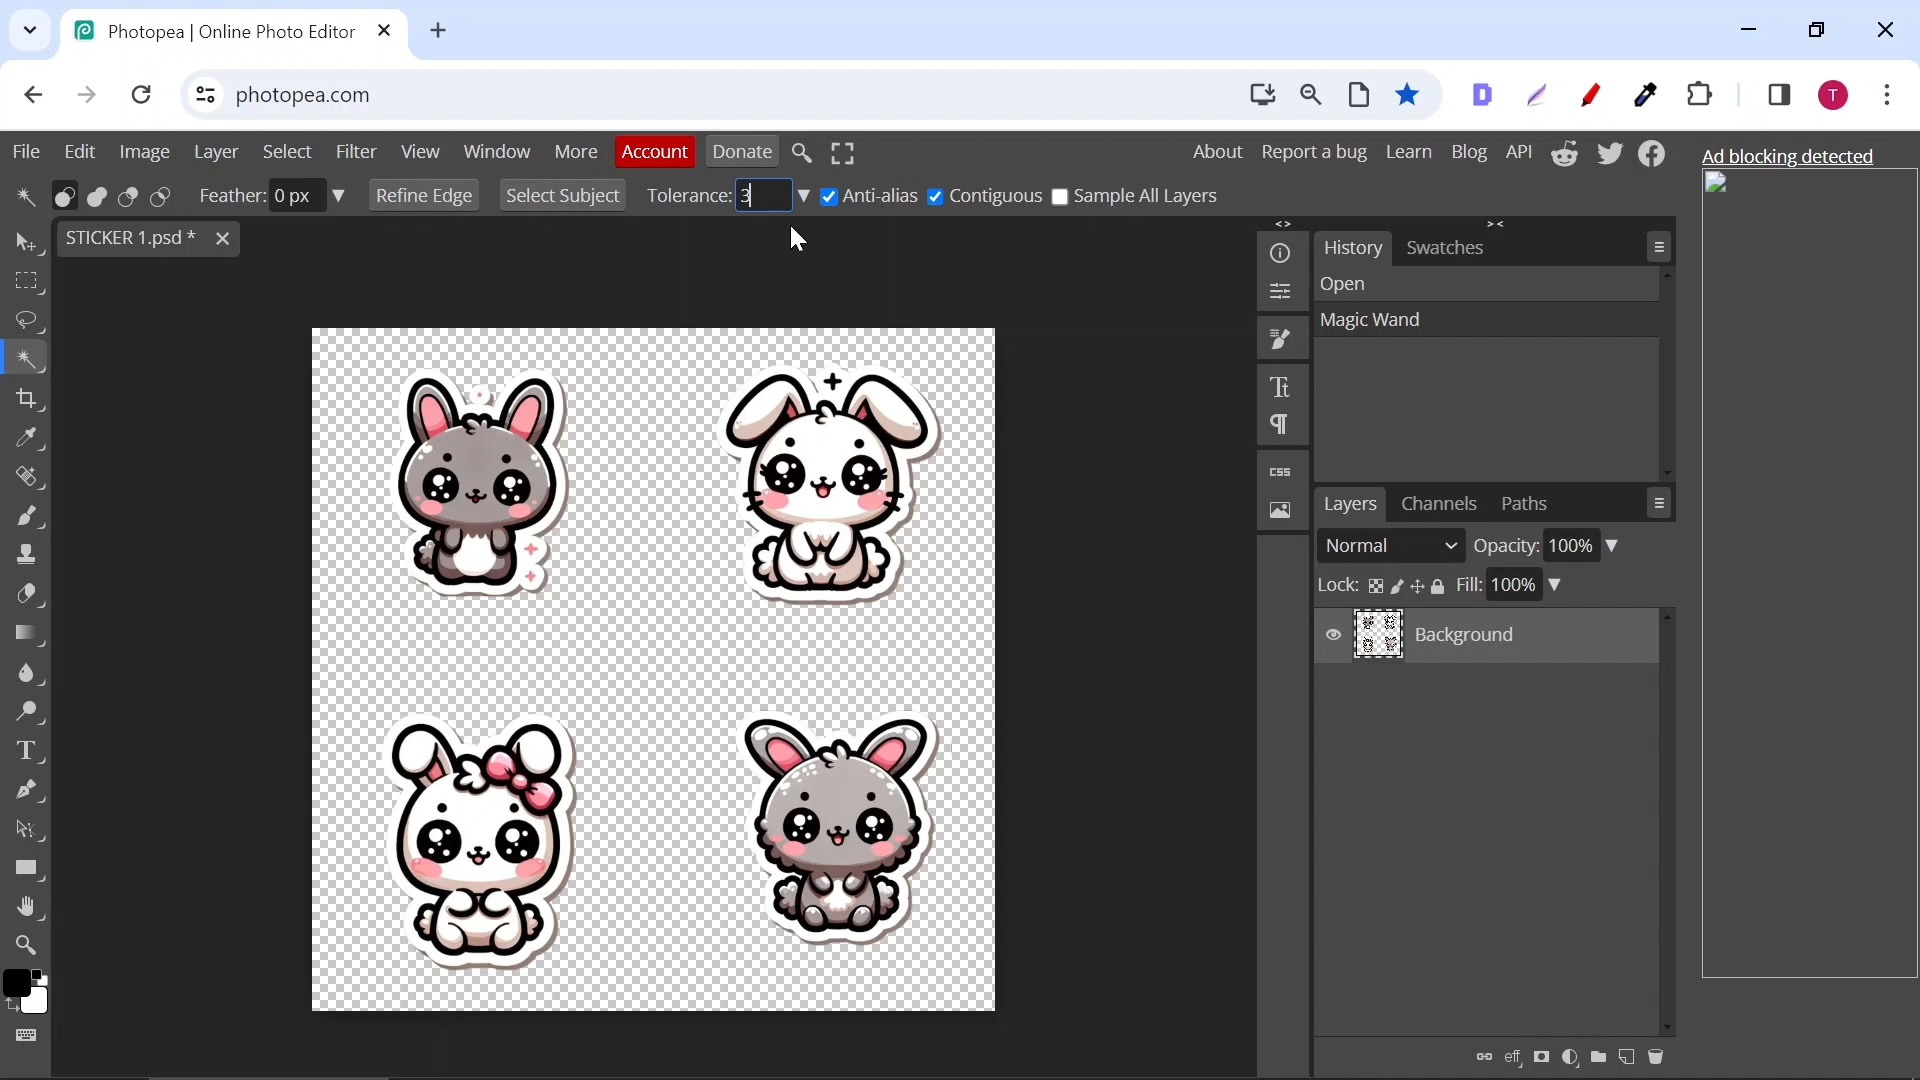 Photopea | Online Photo Editor
photopea.com
T
File Edit Image Layer Select Filter View Window More Account Donate About Report a bug Learn Blog API Ad blocking detected
Feather: 0 px Refine Edge Select Subject Tolerance: 3 Anti-alias Contiguous Sample All Layers
STICKER 1.psd *
History Swatches
Open
Magic Wand
CSS
Layers Channels Paths
Normal Opacity: 100%
Lock: Fill: 100%
Background
eff